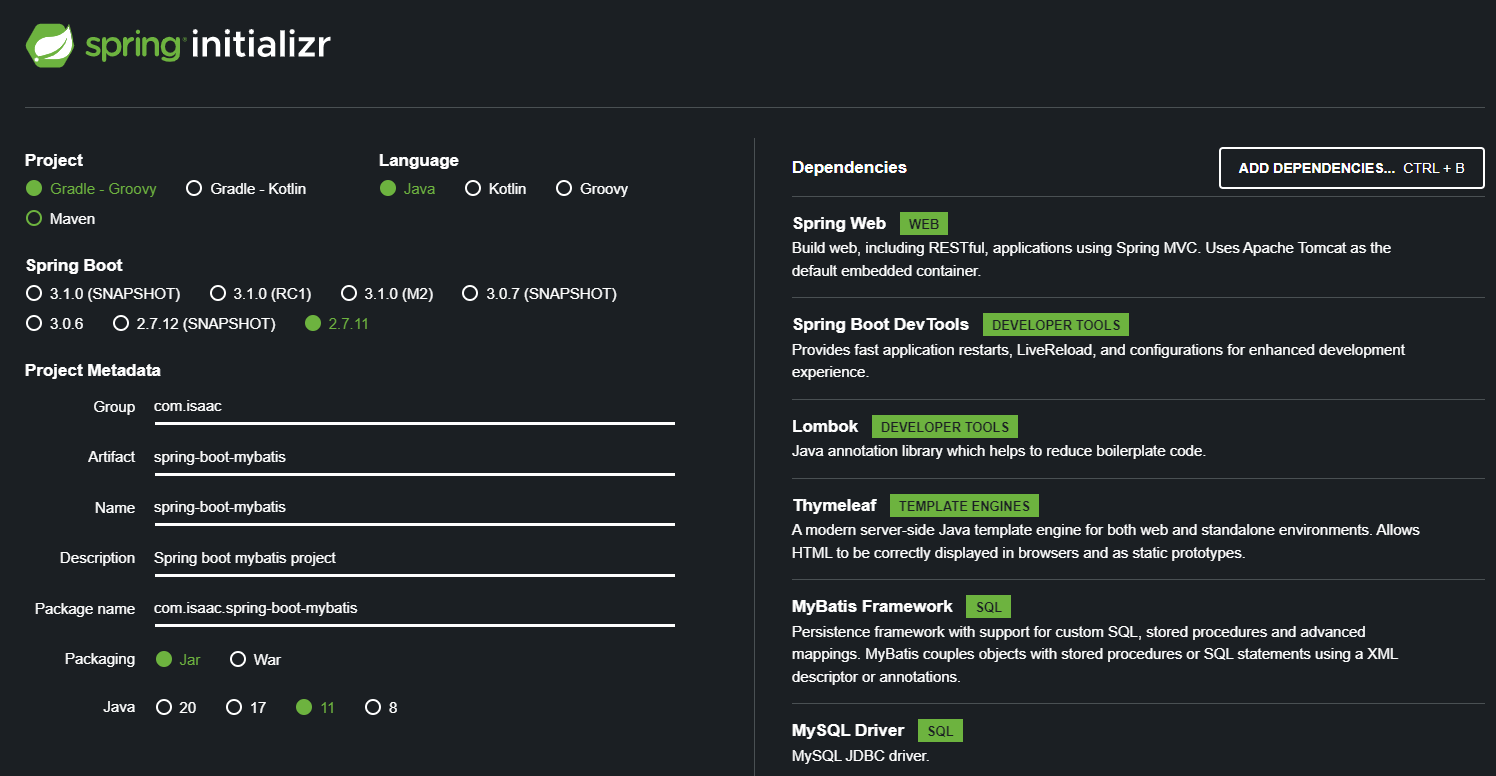 spring initializr
Project
Gradle - Groovy Gradle - Kotlin
Maven
Language
Java Kotlin Groovy
Spring Boot
3.1.0 (SNAPSHOT) 3.1.0 (RC1) 3.1.0 (M2) 3.0.7 (SNAPSHOT)
3.0.6 2.7.12 (SNAPSHOT) 2.7.11
Project Metadata
Group com.isaac
Artifact spring-boot-mybatis
Name spring-boot-mybatis
Description Spring boot mybatis project
Package name com.isaac.spring-boot-mybatis
Packaging Jar War
Java 20 17 11 8
Dependencies ADD DEPENDENCIES... CTRL + B
Spring Web WEB
Build web, including RESTful, applications using Spring MVC. Uses Apache Tomcat as the
default embedded container.
Spring Boot DevTools DEVELOPER TOOLS
Provides fast application restarts, LiveReload, and configurations for enhanced development
experience.
Lombok DEVELOPER TOOLS
Java annotation library which helps to reduce boilerplate code.
Thymeleaf TEMPLATE ENGINES
A modern server-side Java template engine for both web and standalone environments. Allows
HTML to be correctly displayed in browsers and as static prototypes.
MyBatis Framework SQL
Persistence framework with support for custom SQL, stored procedures and advanced
mappings. MyBatis couples objects with stored procedures or SQL statements using a XML
descriptor or annotations.
MySQL Driver SQL
MySQL JDBC driver.